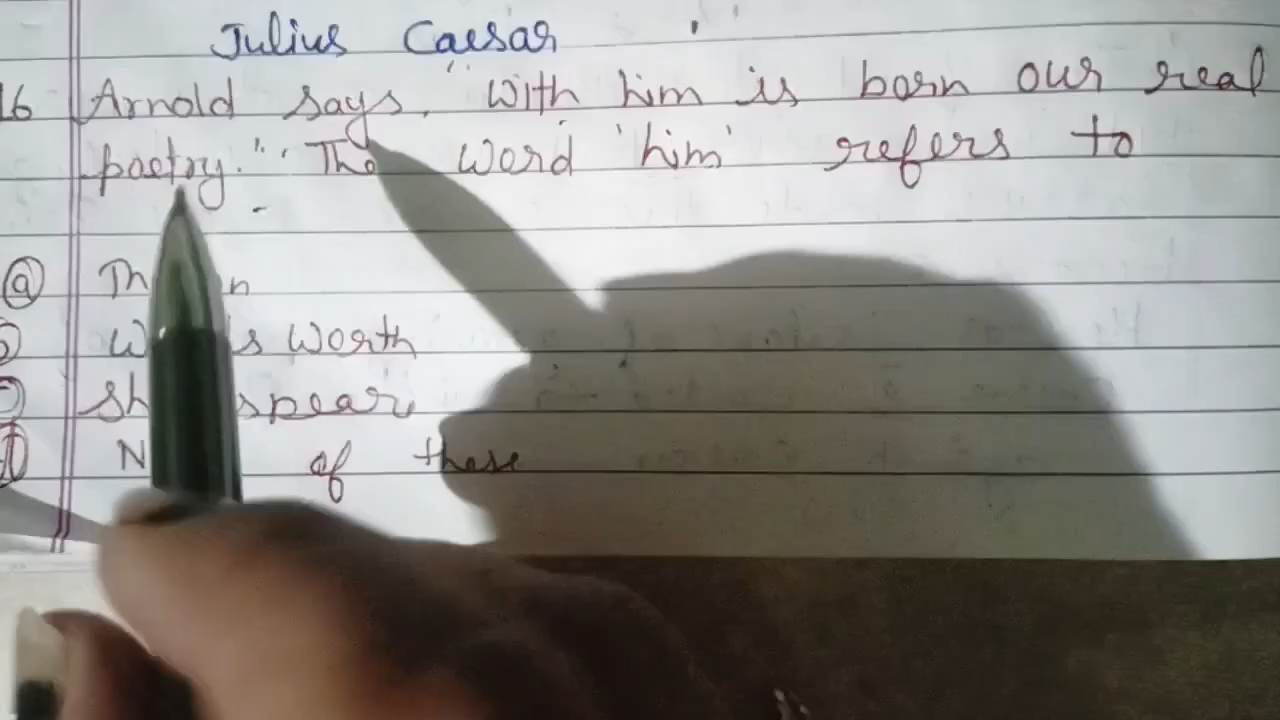 Julius Caesar
16 Arnold says. "With him is born our real
poetry." The word 'him' refers to
(a)
Worth
of these